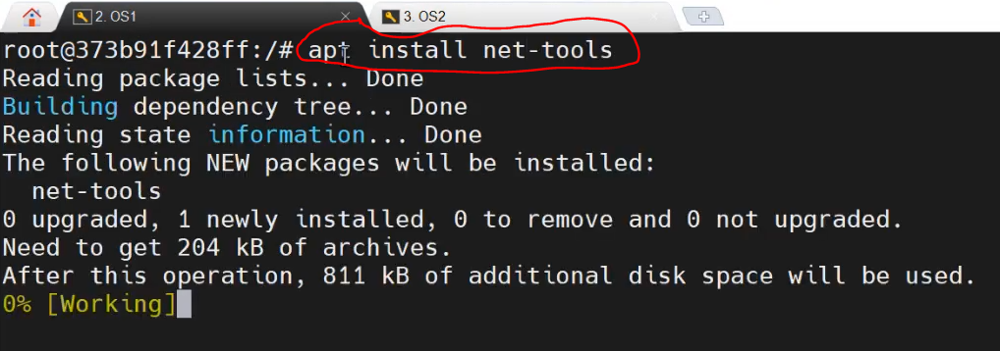 2. OS1
3. OS2
root@373b91f428ff:/# apt install net-tools
Reading package lists... Done
Building dependency tree... Done
Reading state information... Done
The following NEW packages will be installed:
net-tools
0 upgraded, 1 newly installed, 0 to remove and 0 not upgraded.
Need to get 204 kB of archives.
After this operation, 811 kB of additional disk space will be used.
0% [Working]